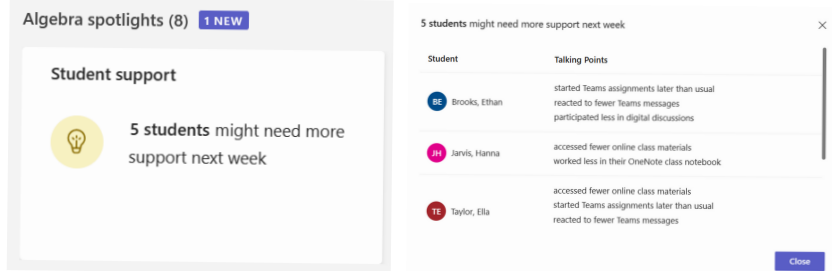 Algebra spotlights (8) 1 NEW
Student support
5 students might need more
support next week
5 students might need more support next week
Student Talking Points
started Teams assignments later than usual
BE Brooks, Ethan reacted to fewer Teams messages
participated less in digital discussions
accessed fewer online class materials
JH Jarvis, Hanna
worked less in their OneNote class notebook
accessed fewer online class materials
TE Taylor, Ella started Teams assignments later than usual
reacted to fewer Teams messages
Close